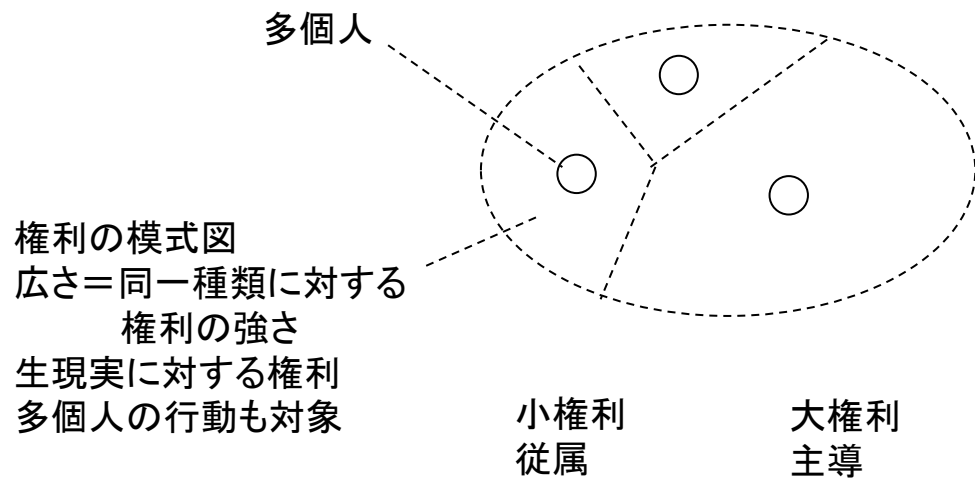 多個人
権利の模式図
広さ＝同一種類に対する
権利の強さ
生現実に対する権利
多個人の行動も対象
小権利
従属
大権利
主導